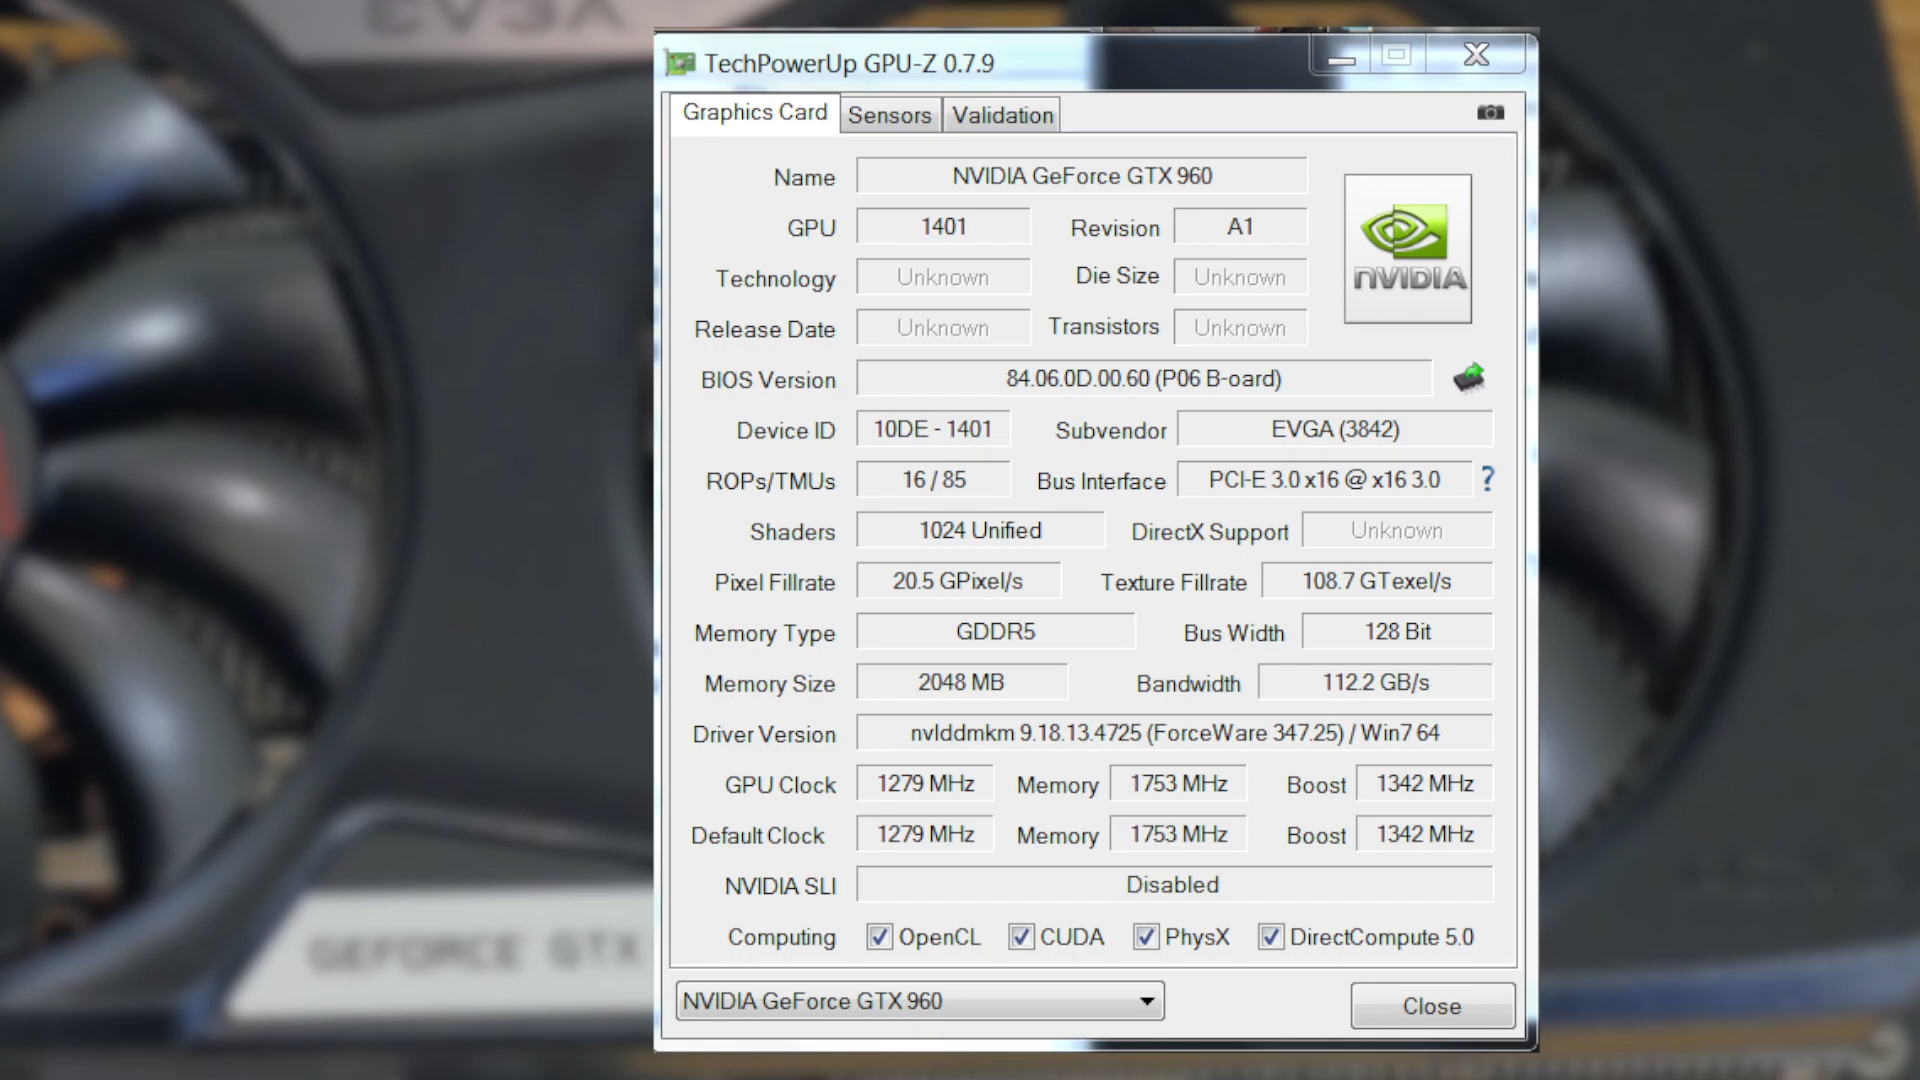 EVGA
TechPowerUp GPU-Z 0.7.9
Graphics Card Sensors Validation
Name NVIDIA GeForce GTX 960
GPU 1401 Revision A1
NVIDIA
Technology Unknown Die Size Unknown
Release Date Unknown Transistors Unknown
BIOS Version 84.06.0D.00.60 (P06 B-oard)
Device ID 10DE - 1401 Subvendor EVGA (3842)
ROPs/TMUs 16 / 85 Bus Interface PCI-E 3.0 x16 @ x16 3.0 ?
Shaders 1024 Unified DirectX Support Unknown
Pixel Fillrate 20.5 GPixel/s Texture Fillrate 108.7 GTexel/s
Memory Type GDDR5 Bus Width 128 Bit
Memory Size 2048 MB Bandwidth 112.2 GB/s
Driver Version nvlddmkm 9.18.13.4725 (ForceWare 347.25) / Win7 64
GPU Clock 1279 MHz Memory 1753 MHz Boost 1342 MHz
Default Clock 1279 MHz Memory 1753 MHz Boost 1342 MHz
NVIDIA SLI Disabled
Computing OpenCL CUDA PhysX DirectCompute 5.0
GEFORCE GTX
NVIDIA GeForce GTX 960
Close